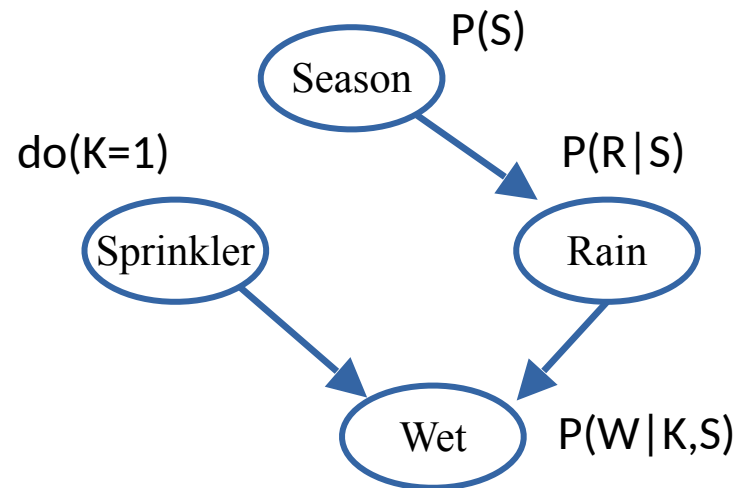 P(S)
Season
do(K=1)
P(R|S)
Sprinkler
Rain
Wet
P(W|K,S)